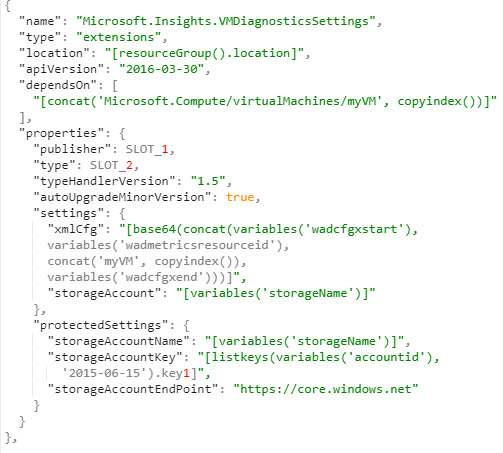 {
"name": "Microsoft.Insights.VMDiagnosticsSettings",
"type": "extensions",
"location": "[resourceGroup().location]",
"apiVersion": "2016-03-30",
"dependsOn": [
"[concat('Microsoft.Compute/virtualMachines/myVM', copyindex())]"
],
"properties": {
"publisher": SLOT_1,
"type": SLOT_2,
"typeHandlerVersion": "1.5",
"autoUpgradeMinorVersion": true,
"settings": {
"xmlCfg": "[base64(concat(variables('wadcfgxstart'),
variables('wadmetricsresourceid'),
concat('myVM', copyindex()),
variables('wadcfgxend')))]",
"storageAccount": "[variables('storageName')]"
},
"protectedSettings": {
"storageAccountName": "[variables('storageName')]",
"storageAccountKey": "[listkeys(variables('accountid'),
'2015-06-15').key1]",
"storageAccountEndPoint": "https://core.windows.net"
}
}
},